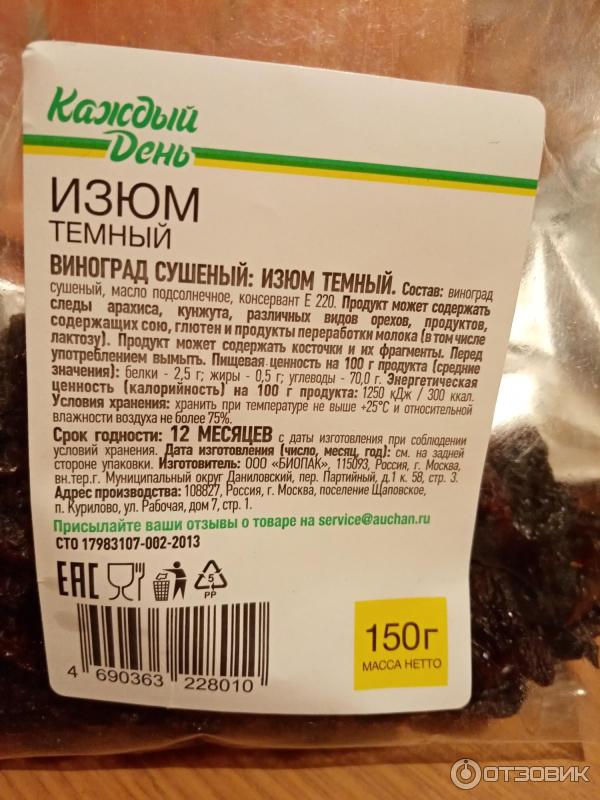 Каждый
День
ИЗЮМ
ТЕМНЫЙ
ВИНОГРАД СУШЕНЫЙ: ИЗЮМ ТЕМНЫЙ. Состав: виноград
сушеный, масло подсолнечное, консервант Е 220. Продукт может содержать
следы арахиса, кунжута, различных видов орехов, продуктов,
содержащих сою, глютен и продукты переработки молока (в том числе
лактозу). Продукт может содержать косточки и их фрагменты. Перед
употреблением вымыть. Пищевая ценность на 100 г продукта (средние
значения): белки - 2,5 г; жиры - 0,5 г; углеводы - 70,0 г. Энергетическая
ценность (калорийность) на 100 г продукта: 1250 кДж / 300 ккал.
Условия хранения: хранить при температуре не выше +25°C и относительной
влажности воздуха не более 75%.
Срок годности: 12 МЕСЯЦЕВ с даты изготовления при соблюдении
условий хранения. Дата изготовления (число, месяц, год): см. на задней
стороне упаковки. Изготовитель: ООО «БИОПАК», 115093, Россия, г. Москва,
вн.тер.г. Муниципальный округ Даниловский, пер. Партийный, д.1 к. 58, стр. 3.
Адрес производства: 108827, Россия, г. Москва, поселение Щаповское,
п. Курилово, ул. Рабочая, дом 7, стр. 1.
Присылайте ваши отзывы о товаре на service@auchan.ru
СТО 17983107-002-2013
EAC
5
PP
150г
МАССА НЕТТО
4 690363 228010
ОТЗОВИК